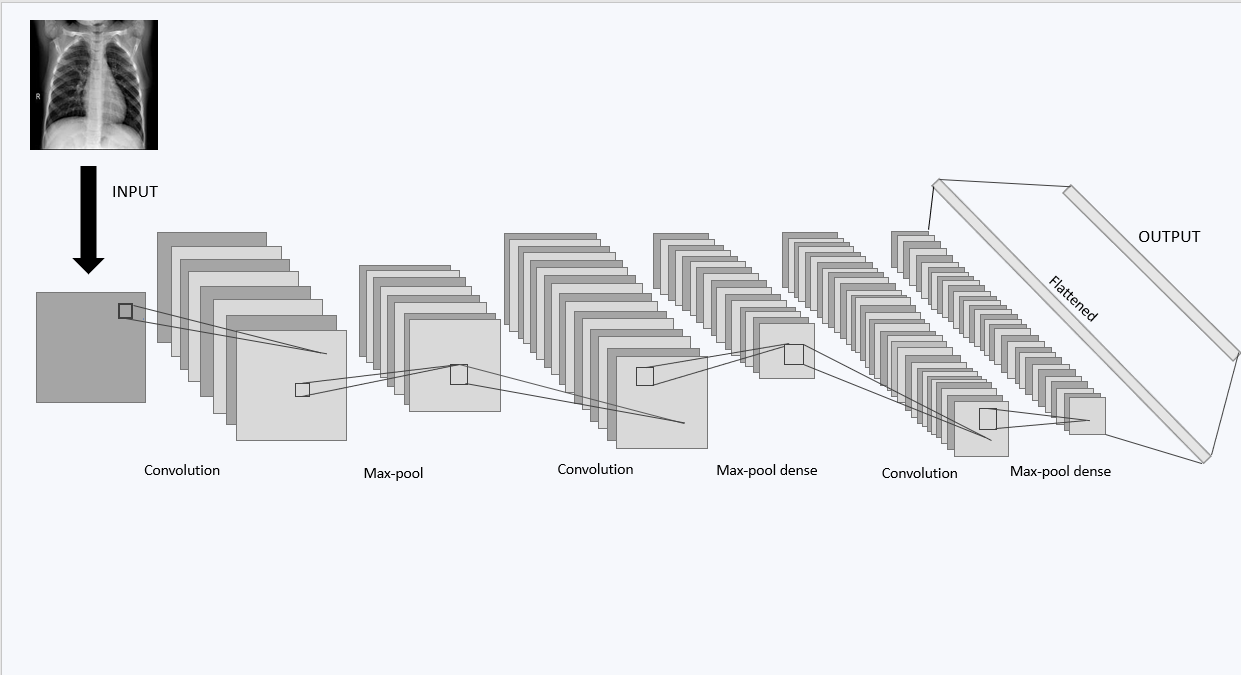 R
INPUT
OUTPUT
Flattened
Convolution
Max-pool
Convolution
Max-pool dense
Convolution
Max-pool dense